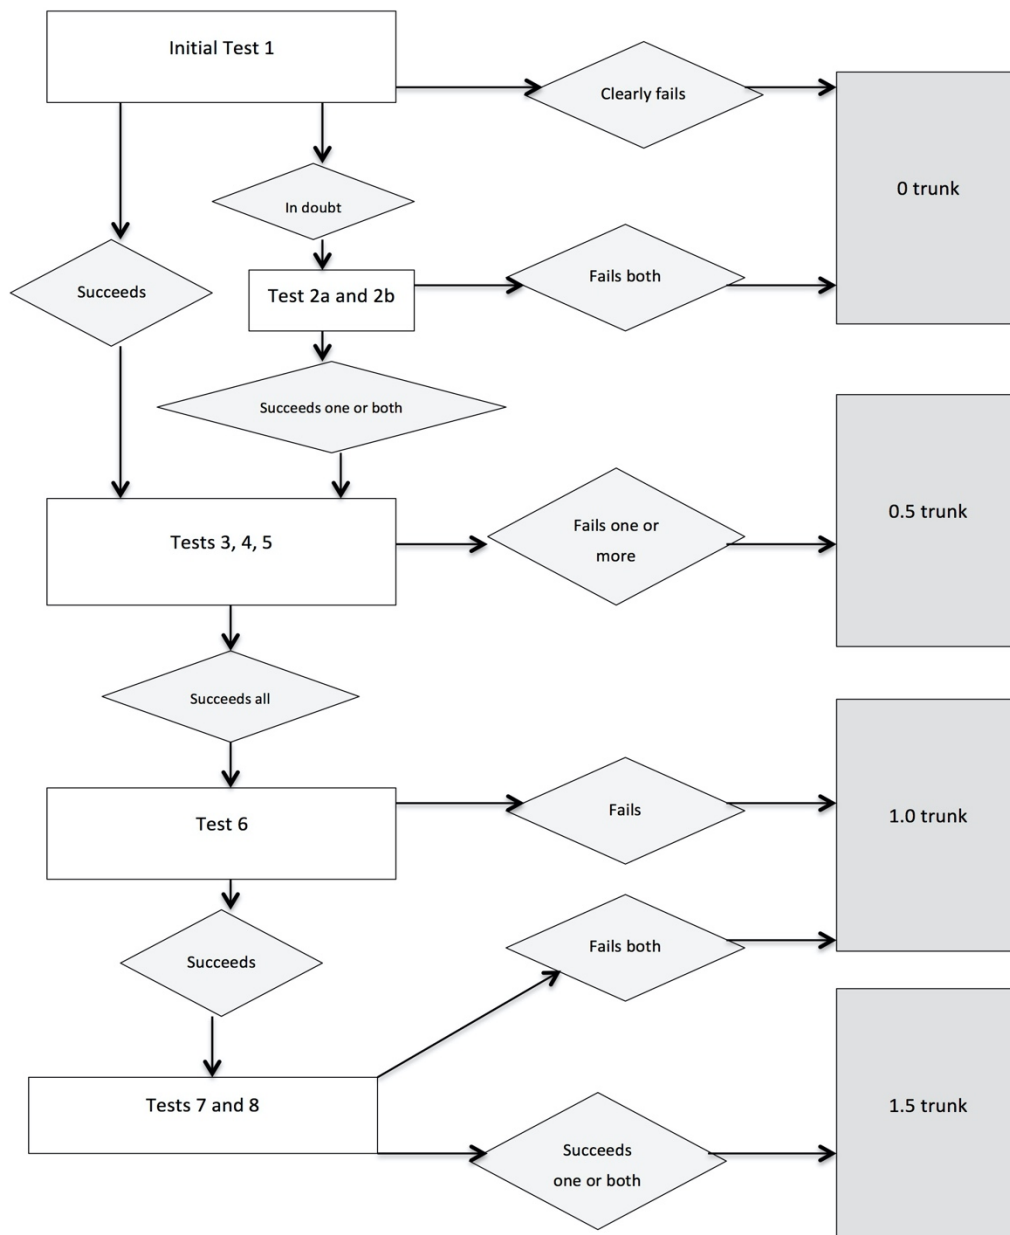 Initial Test 1
Clearly fails
0 trunk
In doubt
Succeeds
Test 2a and 2b
Fails both
Succeeds one or both
Tests 3, 4, 5
Fails one or
more
0.5 trunk
Succeeds all
Test 6
Fails
1.0 trunk
Succeeds
Fails both
Tests 7 and 8
Succeeds
one or both
1.5 trunk